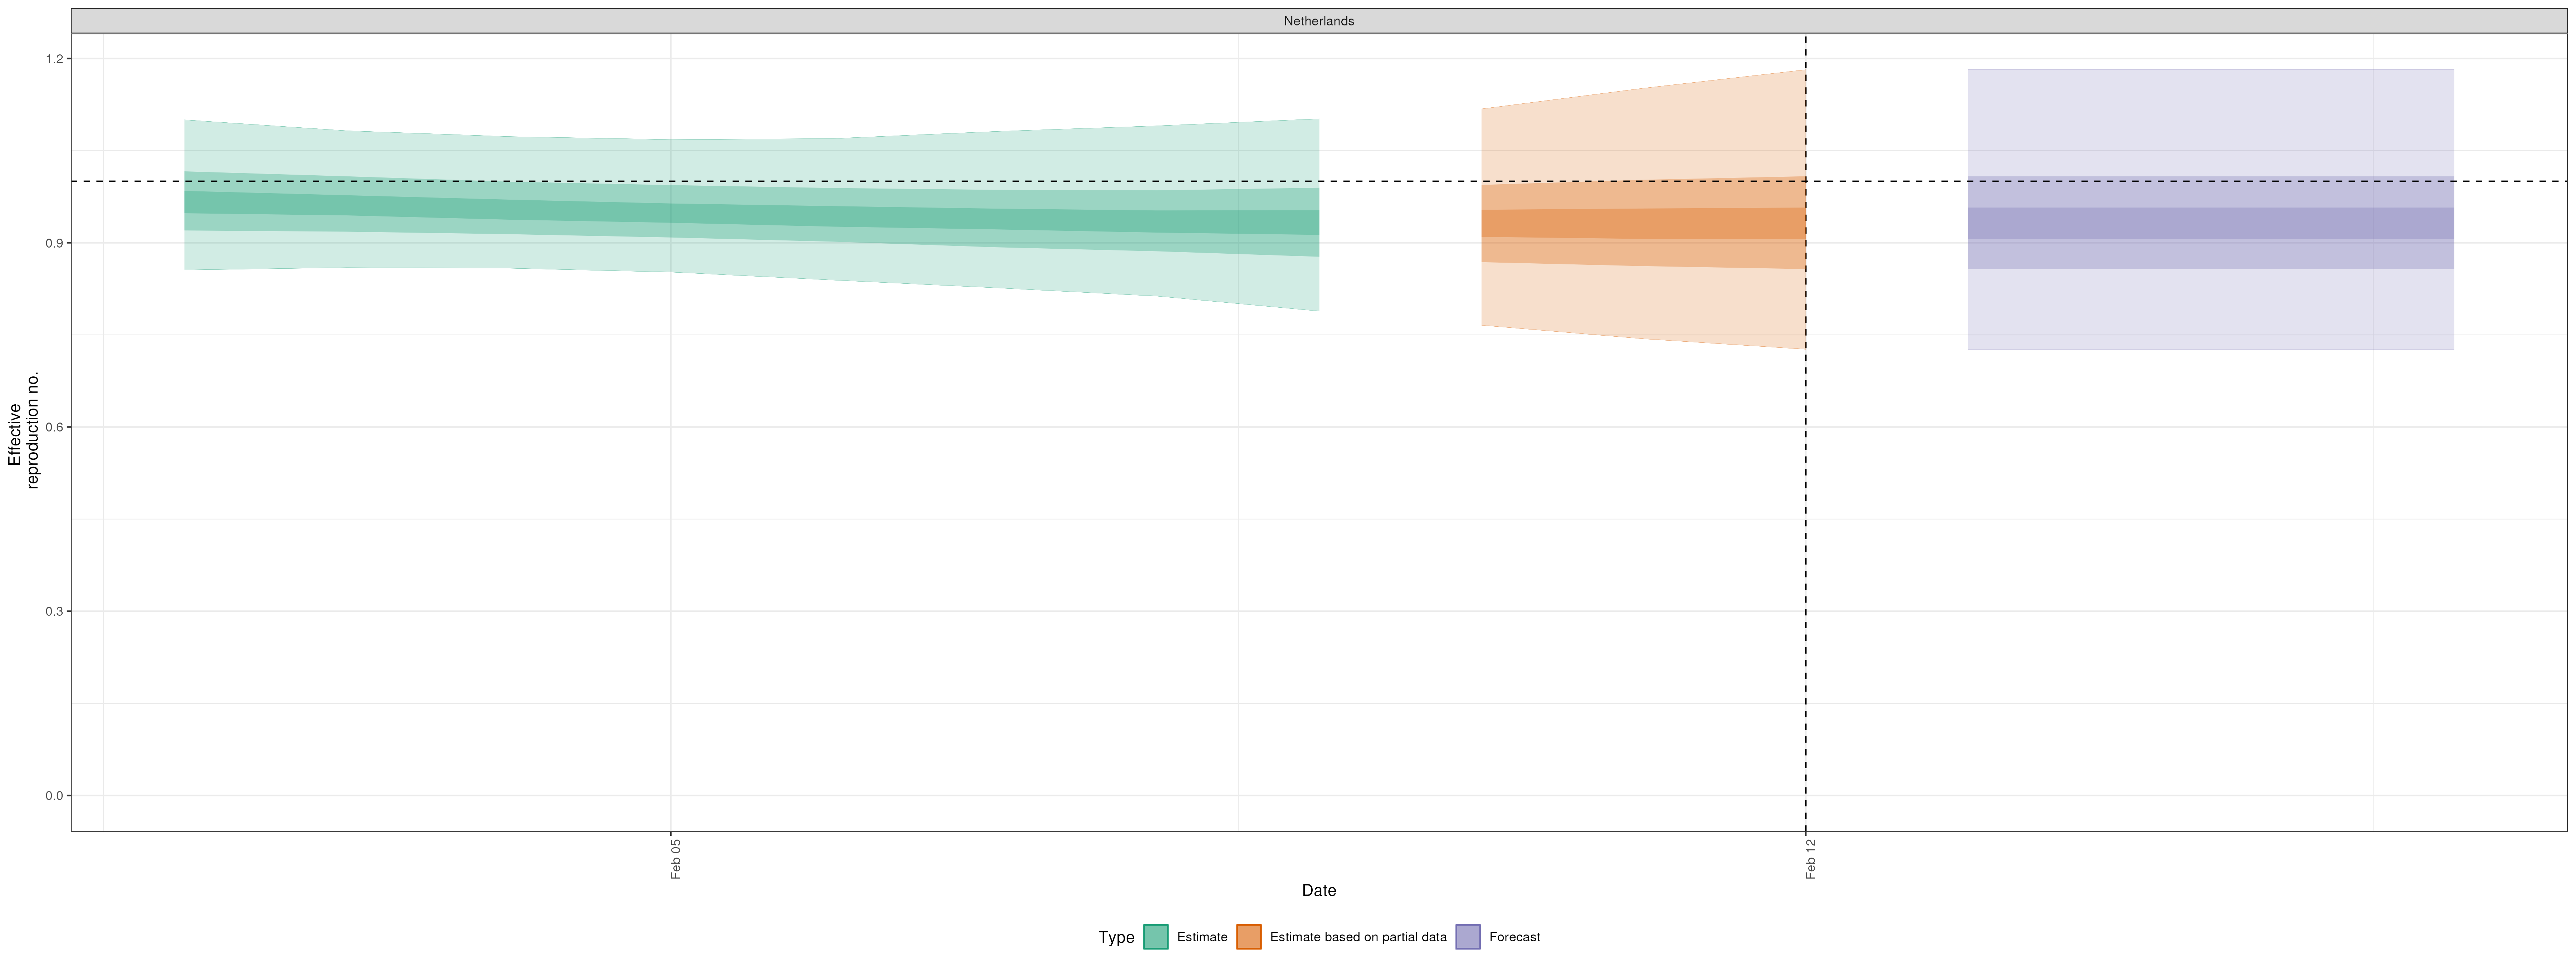 Netherlands
1.2
0.9
0.6
0.3
0.0
Effective
reproduction no.
Feb 05
Feb 12
Date
Type
Estimate
Estimate based on partial data
Forecast